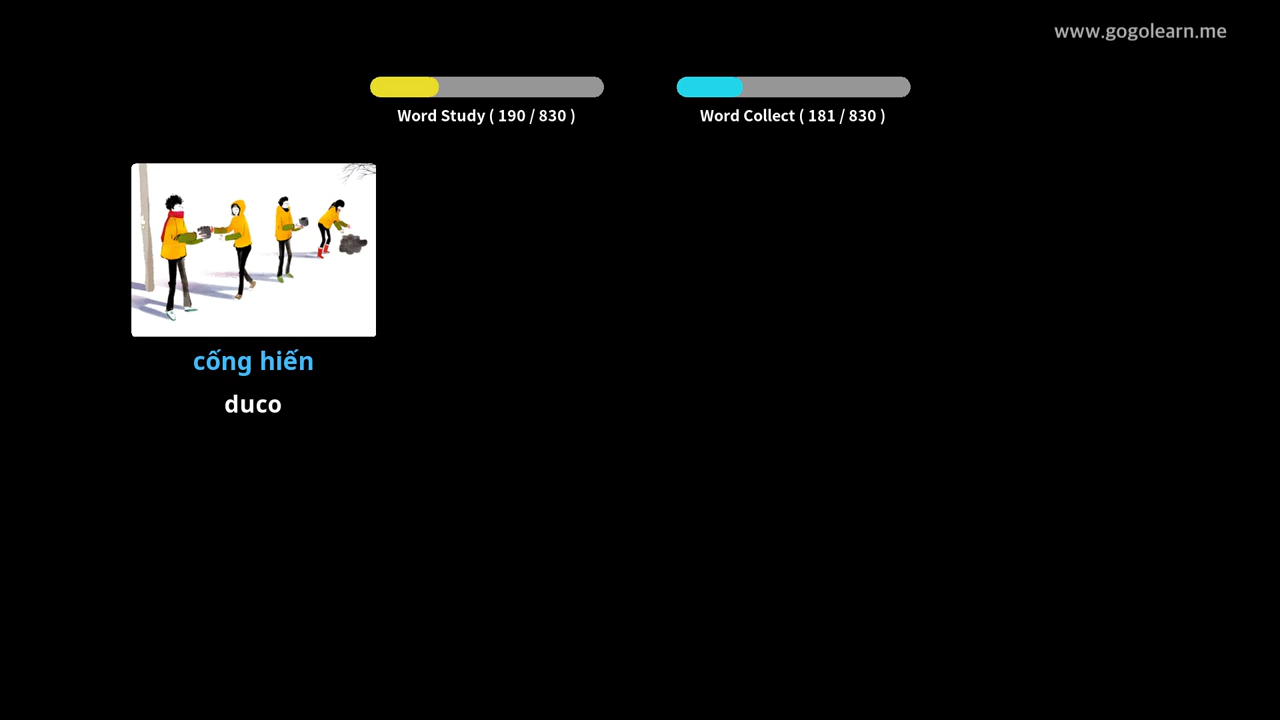 www.gogolearn.me
Word Study ( 190 / 830 )
Word Collect ( 181 / 830 )
cống hiến
duco